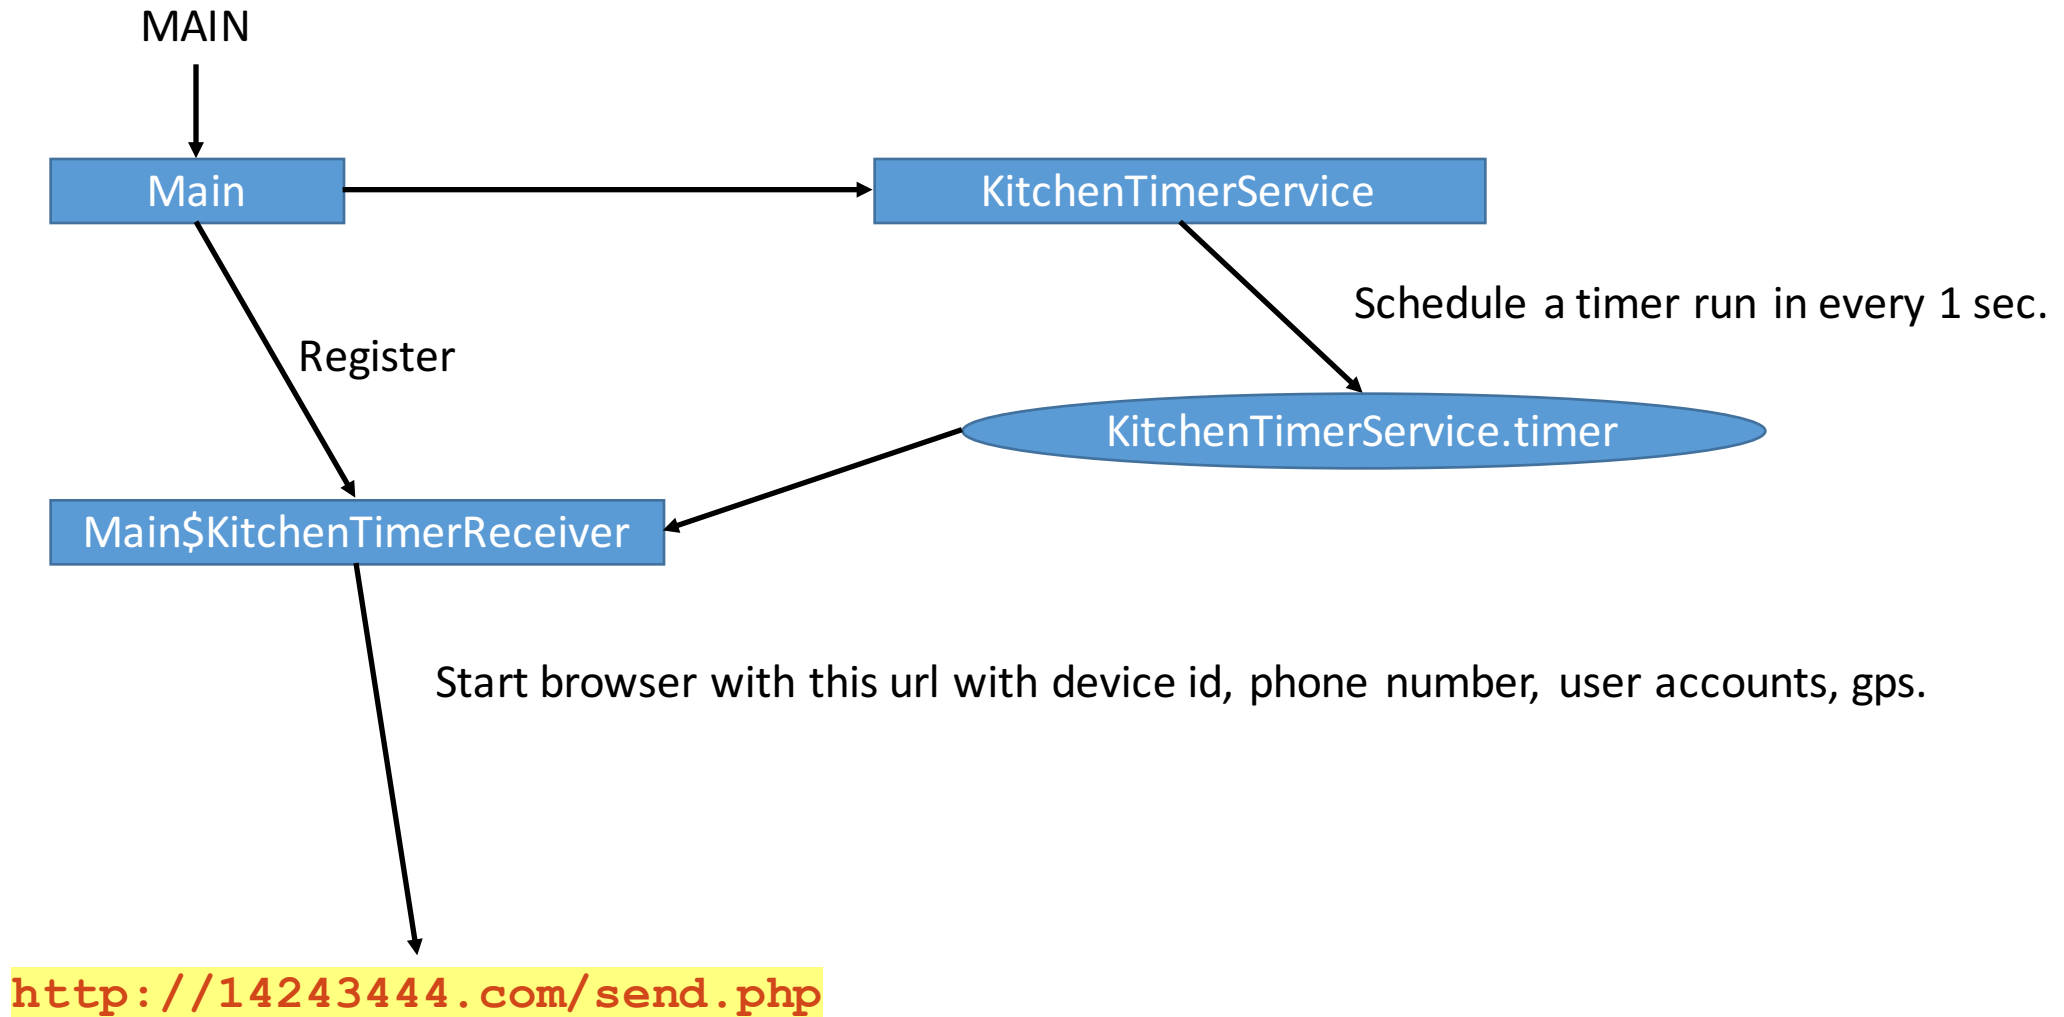 MAIN
Main
KitchenTimerService
Schedule a timer run in every 1 sec.
Register
KitchenTimerService.timer
Main$KitchenTimerReceiver
Start browser with this url with device id, phone number, user accounts, gps.
http://14243444.com/send.php